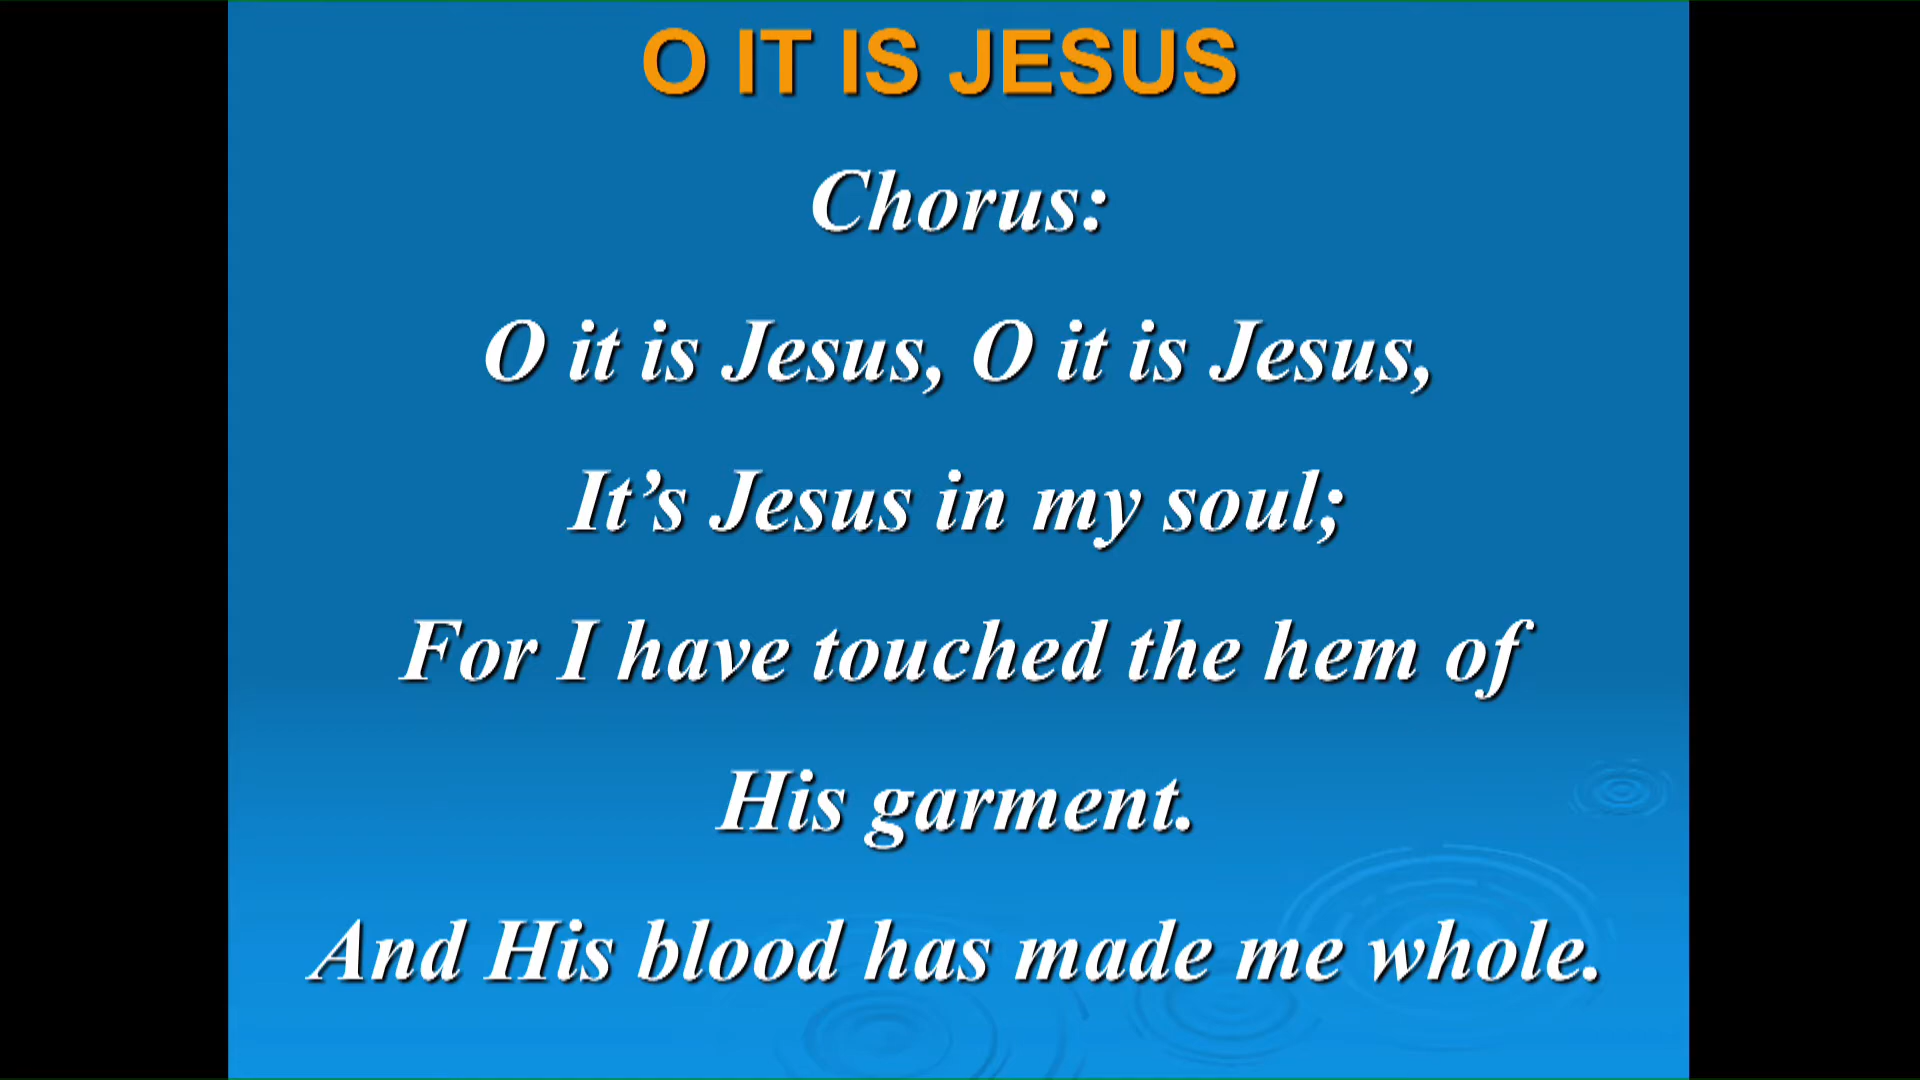 O IT IS JESUS
Chorus:
O it is Jesus, O it is Jesus,
It’s Jesus in my soul;
For I have touched the hem of
His garment.
And His blood has made me whole.